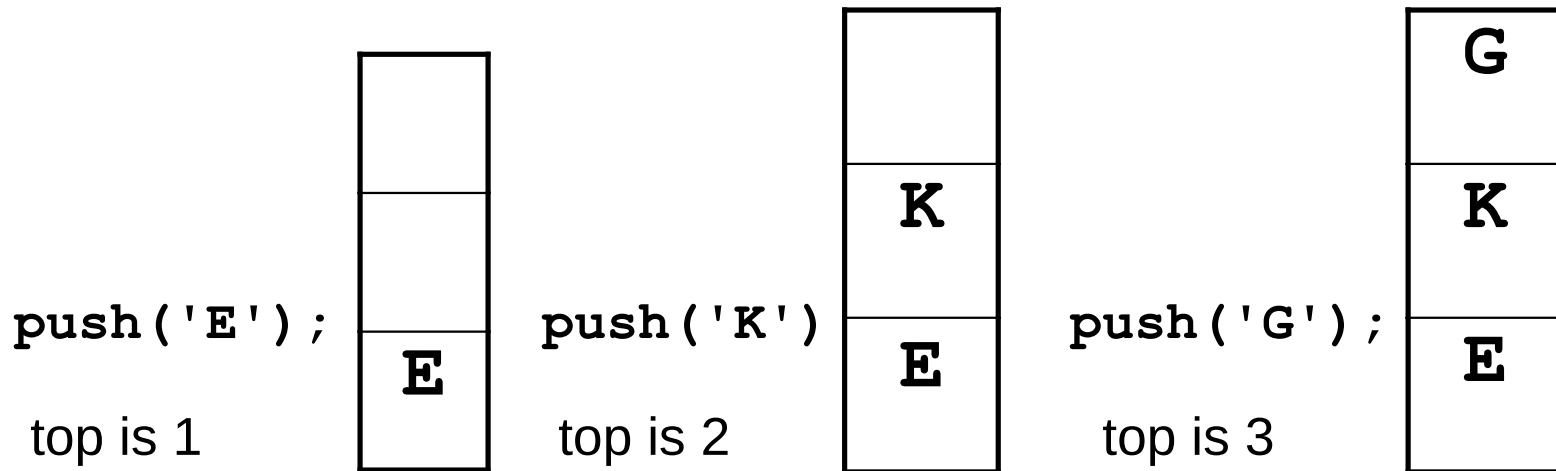 G
K
K
push('E');
push('K')
push('G');
E
E
E
top is 1
top is 2
top is 3